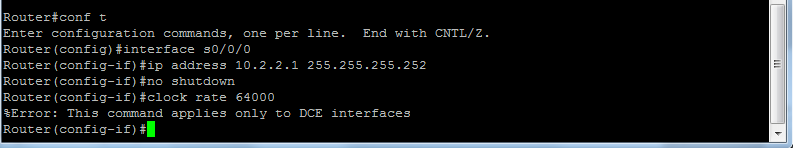 Router#conf t
Enter configuration commands, one per line.  End with CNTL/Z.
Router(config)#interface s0/0/0
Router(config-if)#ip address 10.2.2.1 255.255.255.252
Router(config-if)#no shutdown
Router(config-if)#clock rate 64000
%Error: This command applies only to DCE interfaces
Router(config-if)#